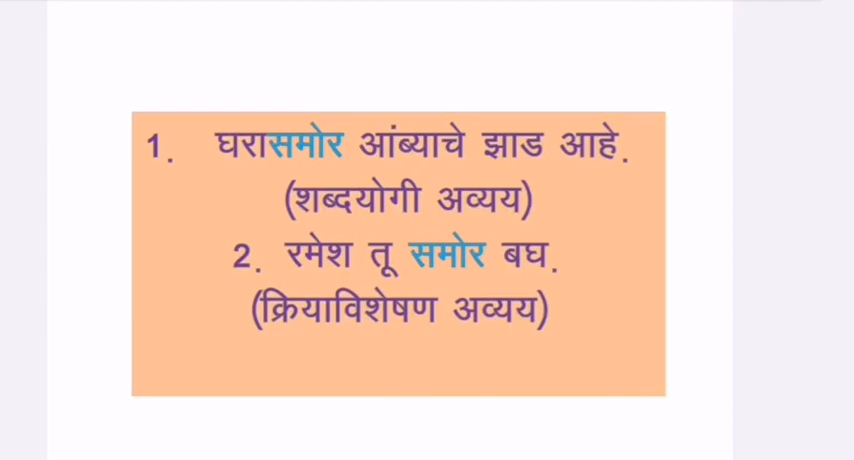 1. घरासमोर आंब्याचे झाड आहे.
(शब्दयोगी अव्यय)
2. रमेश तू समोर बघ.
(क्रियाविशेषण अव्यय)